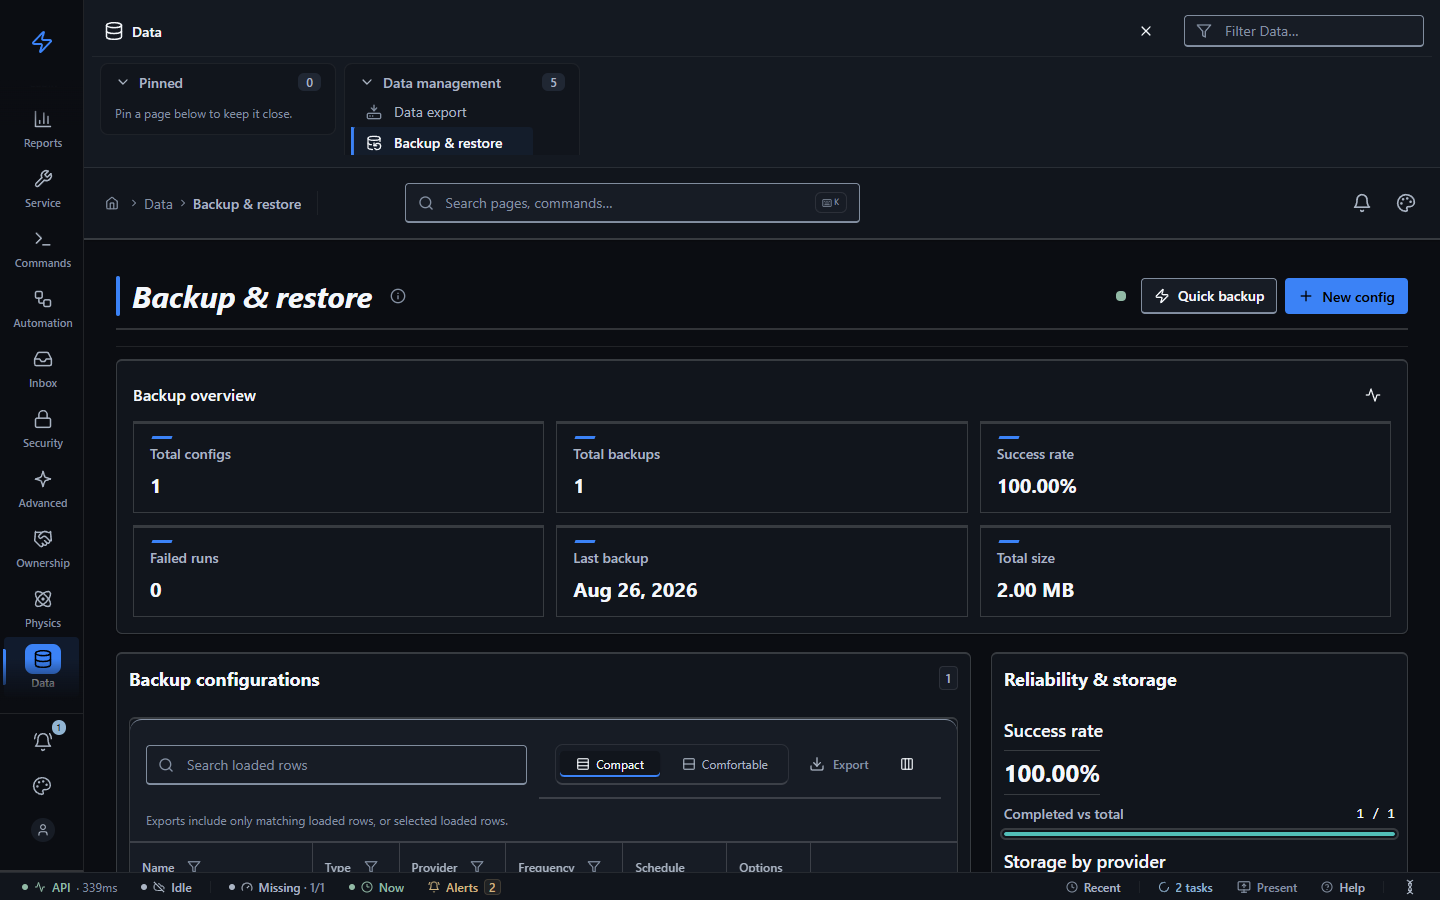 Data
Filter Data...
Pinned
0
Pin a page below to keep it close.
Data management
5
Data export
Backup & restore
Reports
Service
Commands
Automation
Inbox
Security
Advanced
Ownership
Physics
Data
1
Data
Backup & restore
Search pages, commands...
K
Backup & restore
Quick backup
New config
Backup overview
Total configs
1
Total backups
1
Success rate
100.00%
Failed runs
0
Last backup
Aug 26, 2026
Total size
2.00 MB
Backup configurations
1
Search loaded rows
Compact
Comfortable
Export
Exports include only matching loaded rows, or selected loaded rows.
Name
Type
Provider
Frequency
Schedule
Options
Reliability & storage
Success rate
100.00%
Completed vs total
1 / 1
Storage by provider
API · 339ms
Idle
Missing · 1/1
Now
Alerts 2
Recent
2 tasks
Present
Help